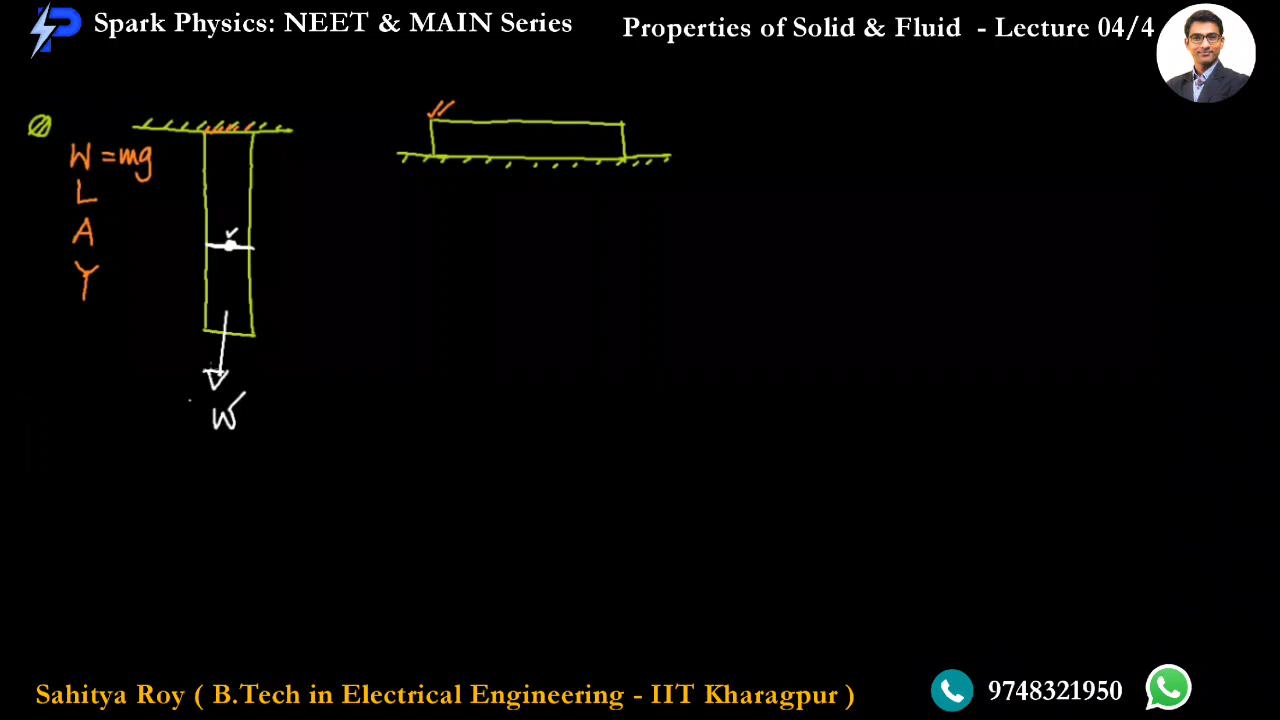 Spark Physics: NEET & MAIN Series
Properties of Solid & Fluid - Lecture 04/4
W = mg
L
A
Y
W
Sahitya Roy ( B.Tech in Electrical Engineering - IIT Kharagpur )
9748321950